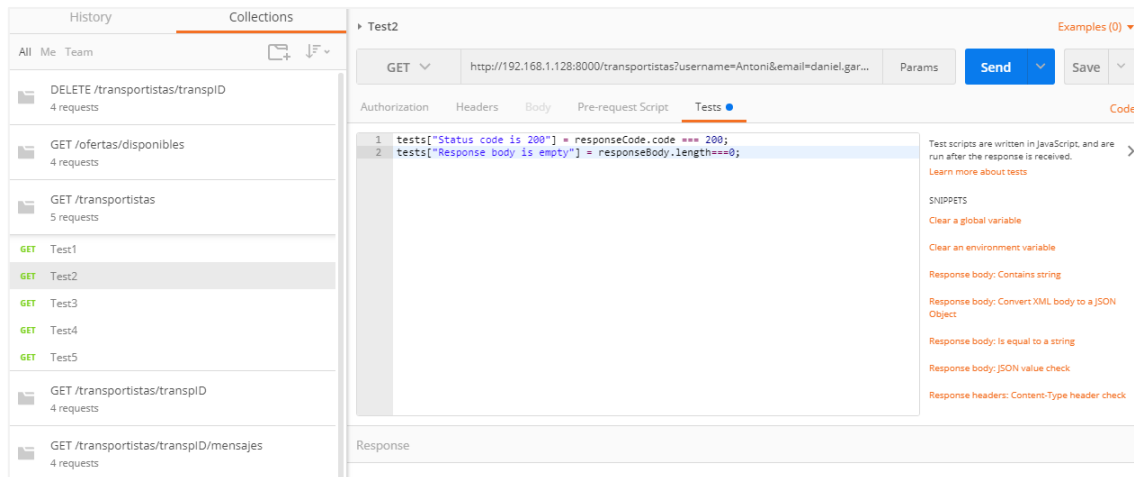 History
Collections
All Me Team
DELETE /transportistas/transpID
4 requests
GET /ofertas/disponibles
4 requests
GET /transportistas
5 requests
GET Test1
GET Test2
GET Test3
GET Test4
GET Test5
GET /transportistas/transpID
4 requests
GET /transportistas/transpID/mensajes
4 requests
Test2
Examples (0)
GET
http://192.168.1.128:8000/transportistas?username=Antoni&email=daniel.gar...
Params
Send
Save
Authorization
Headers
Body
Pre-request Script
Tests
Code
1 tests["Status code is 200"] = responseCode.code === 200;
2 tests["Response body is empty"] = responseBody.length===0;
Test scripts are written in JavaScript, and are
run after the response is received.
Learn more about tests
SNIPPETS
Clear a global variable
Clear an environment variable
Response body: Contains string
Response body: Convert XML body to a JSON
Object
Response body: Is equal to a string
Response body: JSON value check
Response headers: Content-Type header check
Response